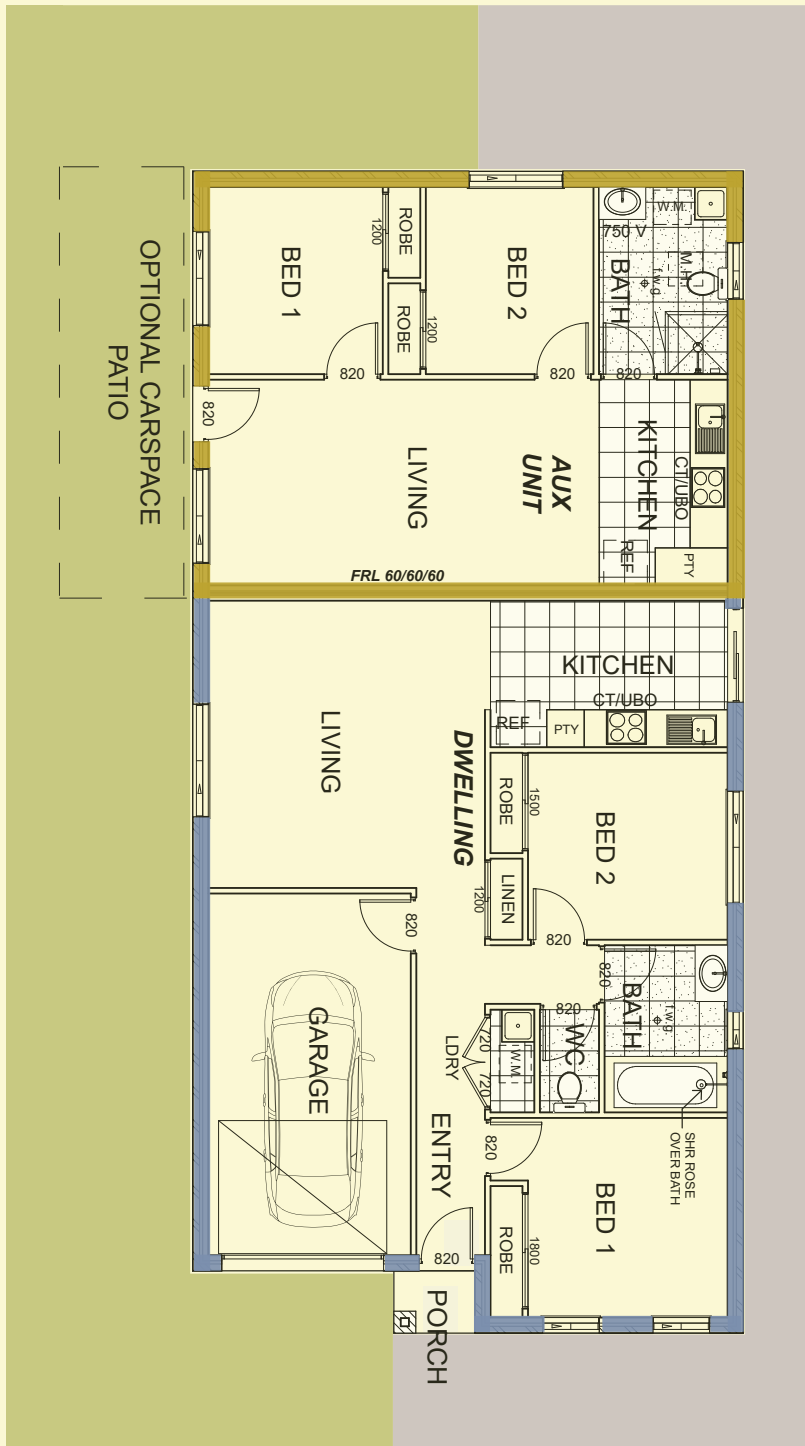 OPTIONAL CARSPACE
PATIO
BED 1
1200
ROBE
ROBE
1200
BED 2
750 V
W.M.
M.H
BATH
f.w.g
820
820
820
820
LIVING
AUX
UNIT
KITCHEN
CT/UBO
REF
PTY
FRL 60/60/60
KITCHEN
CT/UBO
REF
PTY
LIVING
DWELLING
ROBE
1500
BED 2
LINEN
1200
820
820
820
BATH
f.w.g
820
WC
GARAGE
LDRY
720
720
W.M.
SHR ROSE
OVER BATH
ENTRY
820
BED 1
ROBE
1800
820
PORCH